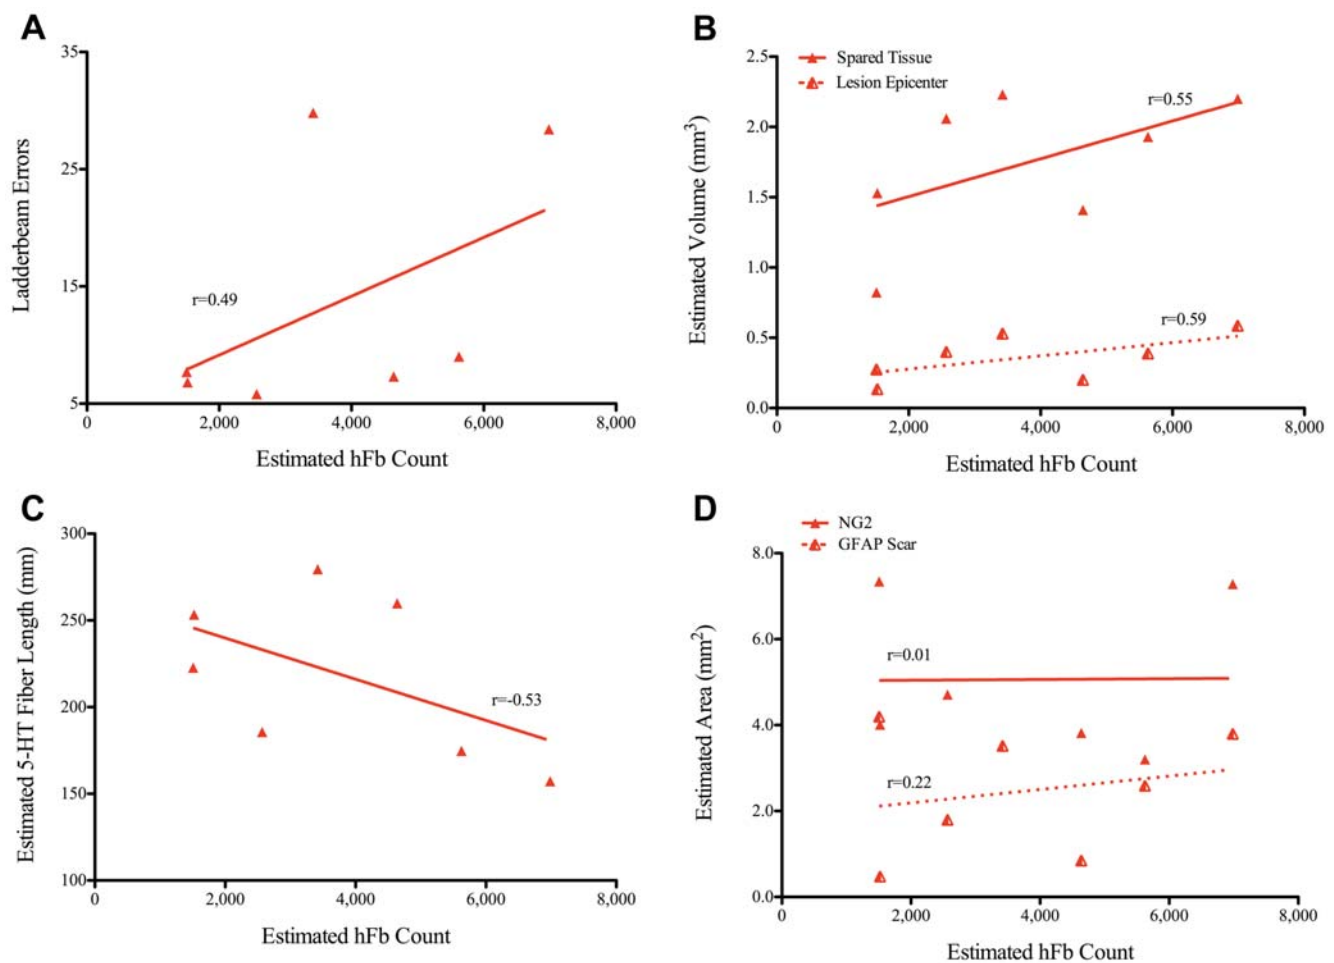 A
35
25
15
5
0
2,000
4,000
6,000
8,000
Ladderbeam Errors
r=0.49
Estimated hFb Count
B
Spared Tissue
Lesion Epicenter
2.5
2.0
1.5
1.0
0.5
0.0
0
2,000
4,000
6,000
8,000
Estimated Volume (mm³)
r=0.55
r=0.59
Estimated hFb Count
C
300
250
200
150
100
0
2,000
4,000
6,000
8,000
Estimated 5-HT Fiber Length (mm)
r=-0.53
Estimated hFb Count
D
NG2
GFAP Scar
8.0
6.0
4.0
2.0
0.0
0
2,000
4,000
6,000
8,000
Estimated Area (mm²)
r=0.01
r=0.22
Estimated hFb Count